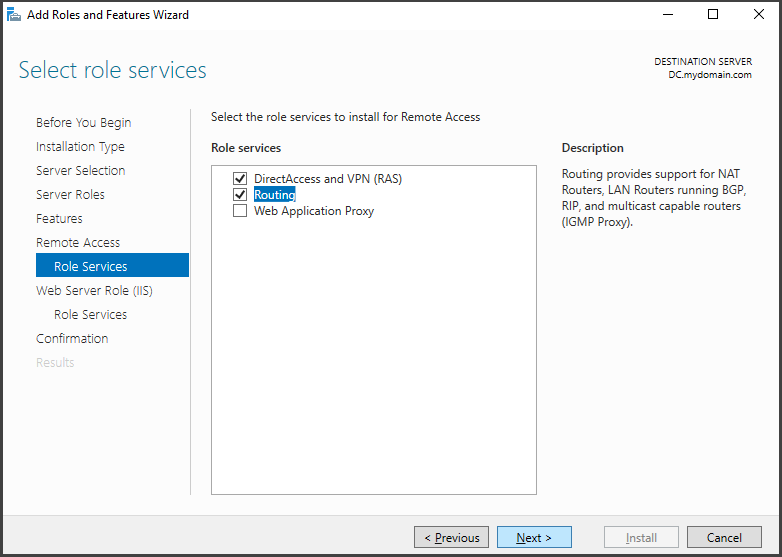 Add Roles and Features Wizard
Select role services
DESTINATION SERVER
DC.mydomain.com
Before You Begin
Installation Type
Server Selection
Server Roles
Features
Remote Access
Role Services
Web Server Role (IIS)
Role Services
Confirmation
Results
Select the role services to install for Remote Access
Role services
DirectAccess and VPN (RAS)
Routing
Web Application Proxy
Description
Routing provides support for NAT
Routers, LAN Routers running BGP,
RIP, and multicast capable routers
(IGMP Proxy).
< Previous
Next >
Install
Cancel